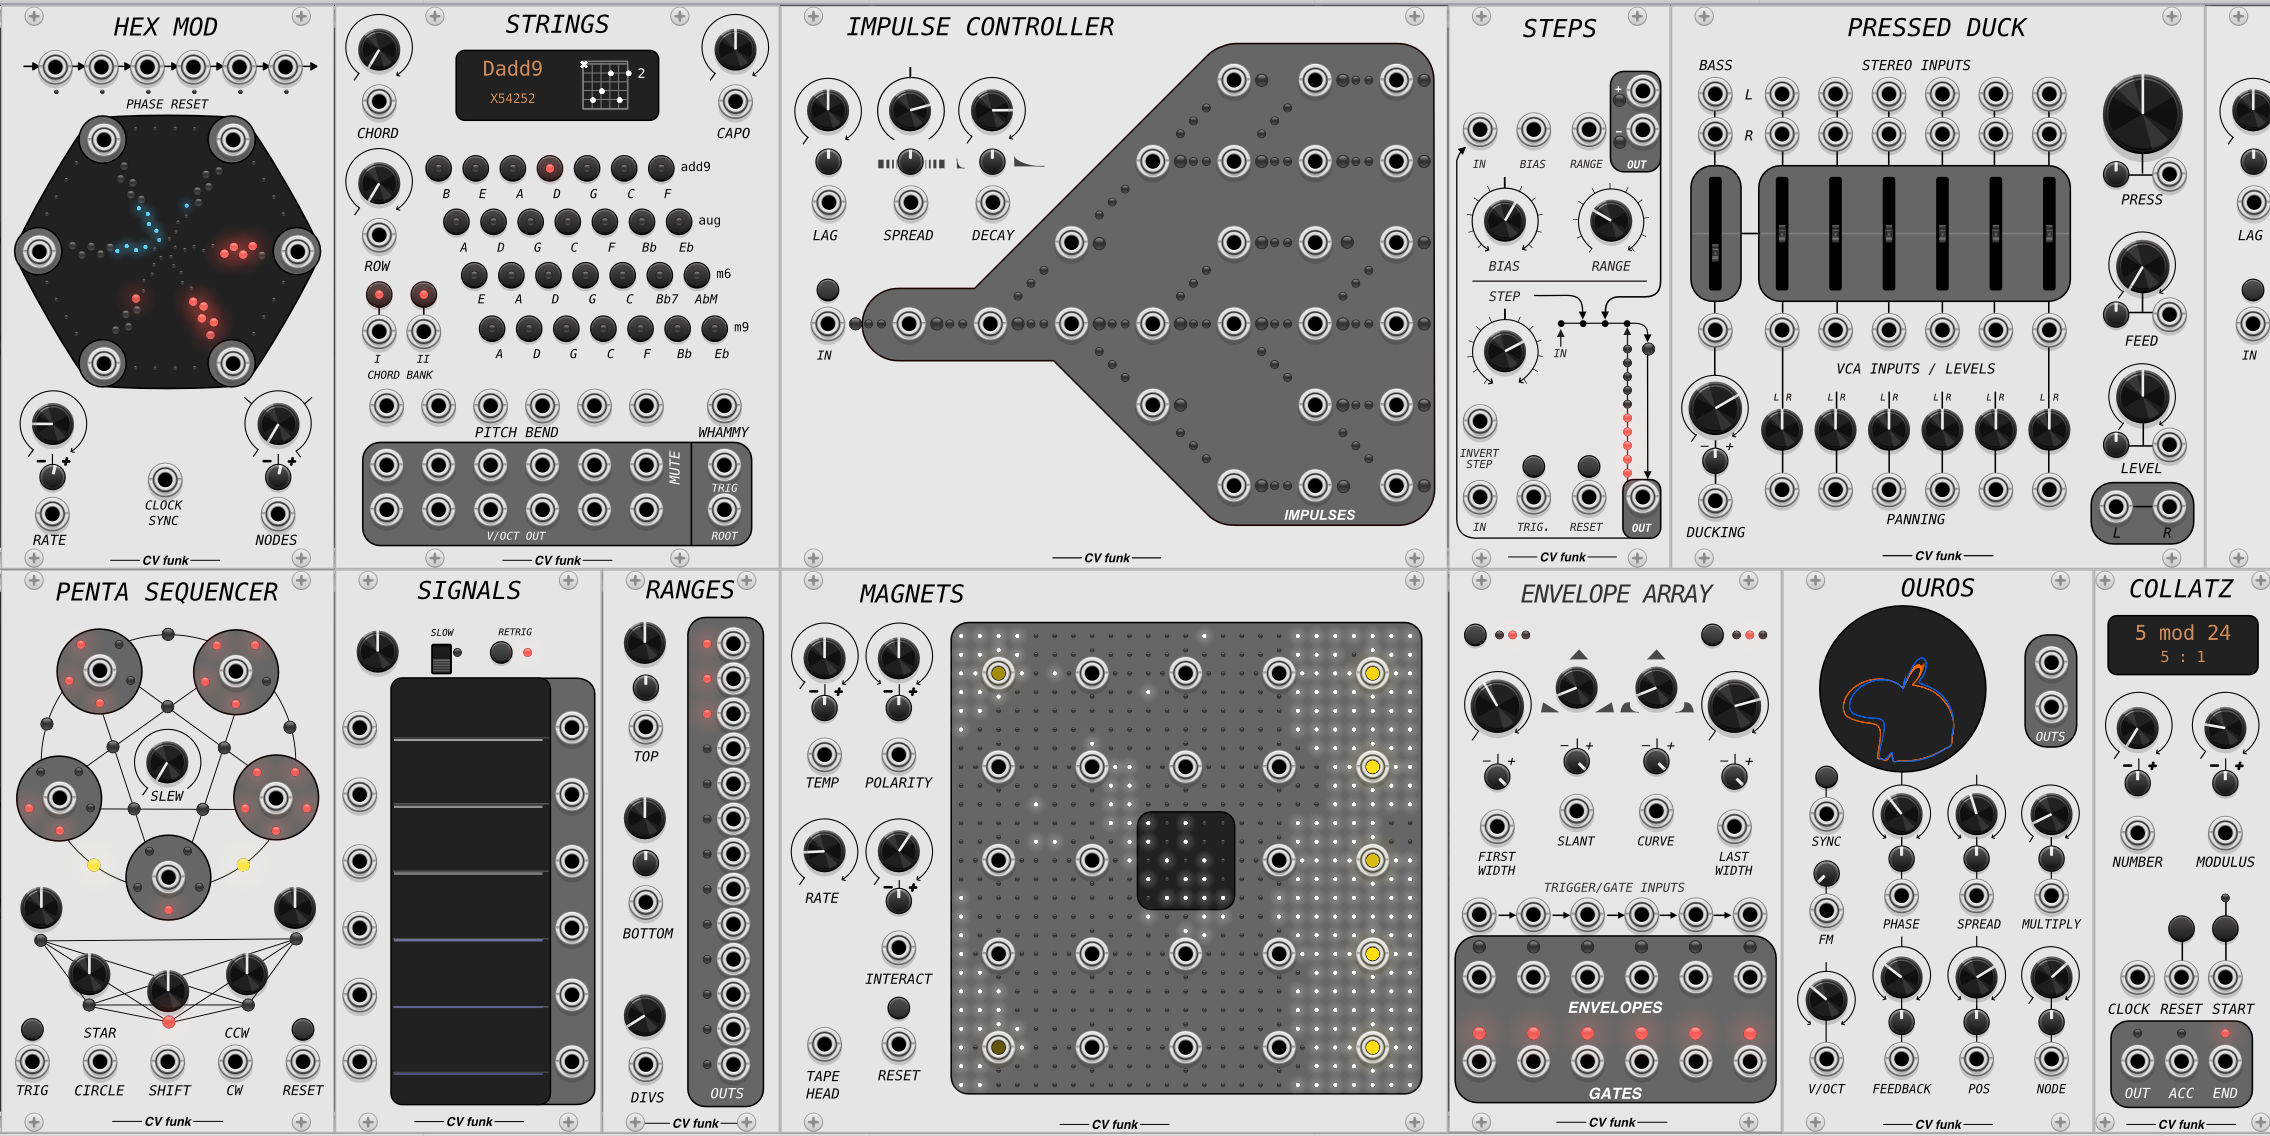 HEX MOD
PHASE RESET
- +
- +
RATE
CLOCK
SYNC
NODES
CV funk
STRINGS
Dadd9
X54252
2
CHORD
CAPO
ROW
B E A D G C F add9
A D G C F Bb Eb aug
E A D G C Bb7 AbM m6
A D G C F Bb Eb m9
I II
CHORD BANK
PITCH BEND
WHAMMY
MUTE
TRIG
V/OCT OUT
ROOT
CV funk
IMPULSE CONTROLLER
LAG
SPREAD
DECAY
IN
IMPULSES
CV funk
STEPS
+
-
IN BIAS RANGE OUT
BIAS RANGE
STEP
IN
INVERT
STEP
IN TRIG. RESET OUT
CV funk
PRESSED DUCK
BASS
STEREO INPUTS
L
R
VCA INPUTS / LEVELS
L R L R L R L R L R L R
- +
DUCKING
PANNING
PRESS
FEED
LEVEL
L R
CV funk
LAG
IN
PENTA SEQUENCER
SLEW
STAR CCW
TRIG CIRCLE SHIFT CW RESET
CV funk
SIGNALS
SLOW
RETRIG
CV funk
RANGES
TOP
BOTTOM
DIVS
OUTS
CV funk
MAGNETS
- +
- +
TEMP POLARITY
RATE
- +
INTERACT
TAPE
HEAD
RESET
CV funk
ENVELOPE ARRAY
- +
- +
- +
- +
FIRST
WIDTH
SLANT
CURVE
LAST
WIDTH
TRIGGER/GATE INPUTS
ENVELOPES
GATES
CV funk
OUROS
OUTS
SYNC
FM
PHASE SPREAD MULTIPLY
V/OCT FEEDBACK POS NODE
CV funk
COLLATZ
5 mod 24
5 : 1
- +
- +
NUMBER MODULUS
CLOCK RESET START
OUT ACC END
CV funk